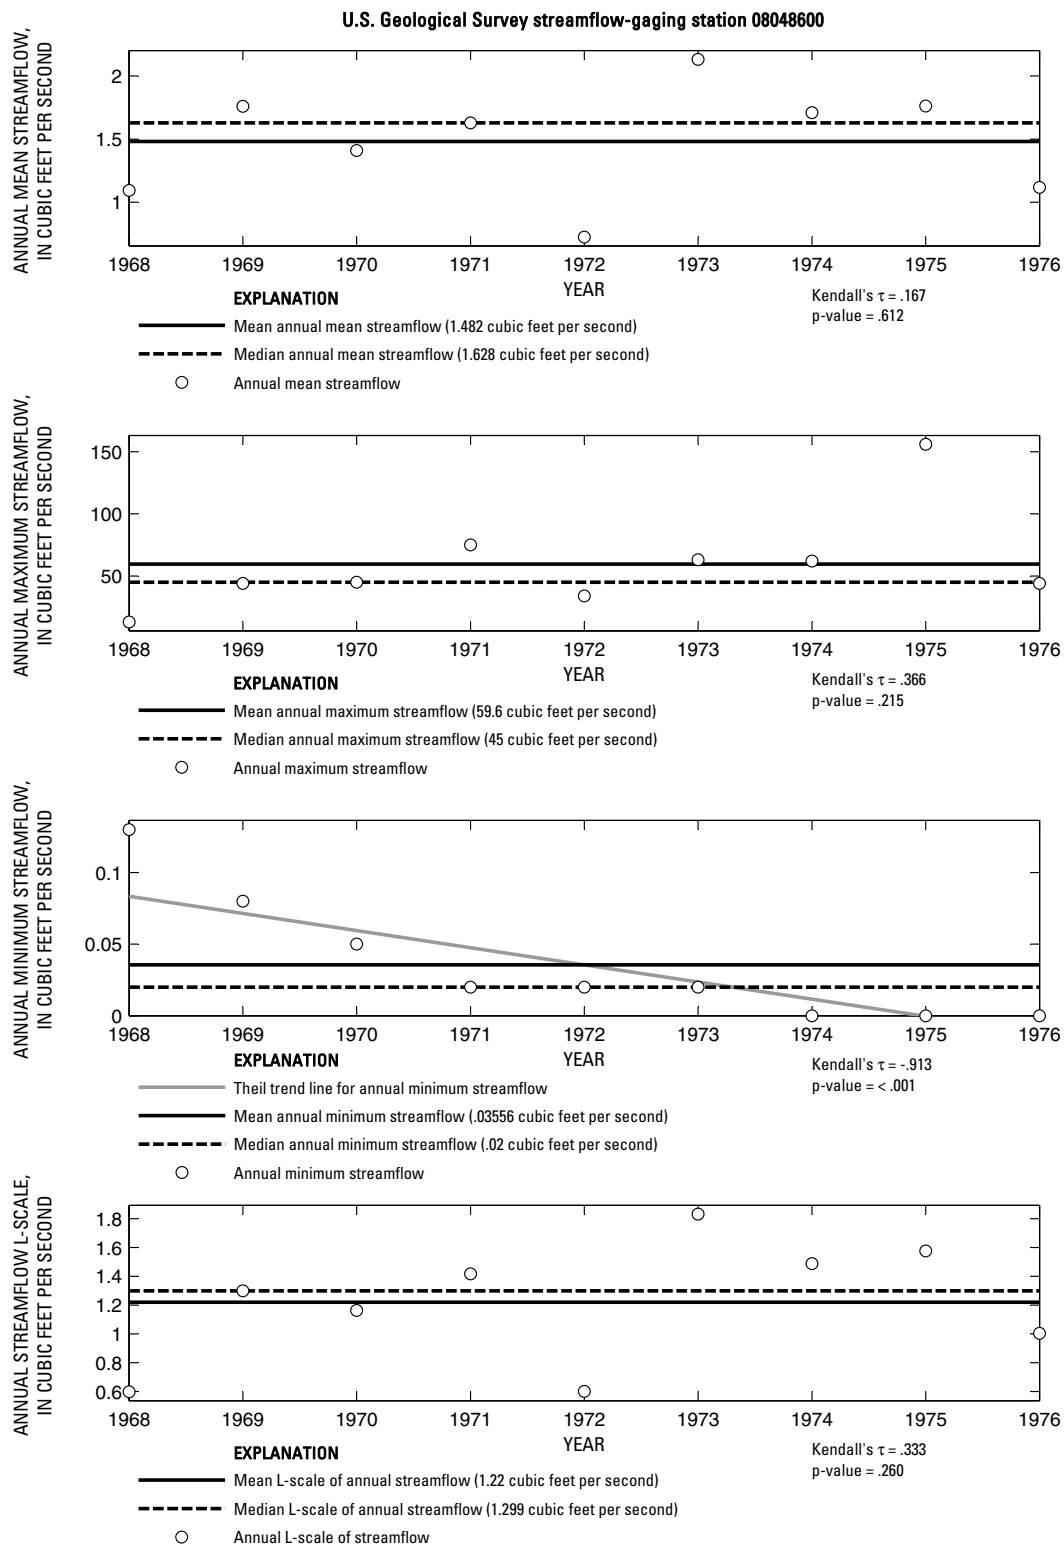 U.S. Geological Survey streamflow-gaging station 08048600
ANNUAL MEAN STREAMFLOW,
IN CUBIC FEET PER SECOND
2
1.5
1
1968 1969 1970 1971 1972 1973 1974 1975 1976
YEAR
Kendall's τ = .167
p-value = .612
EXPLANATION
Mean annual mean streamflow (1.482 cubic feet per second)
Median annual mean streamflow (1.628 cubic feet per second)
Annual mean streamflow
ANNUAL MAXIMUM STREAMFLOW,
IN CUBIC FEET PER SECOND
150
100
50
1968 1969 1970 1971 1972 1973 1974 1975 1976
YEAR
Kendall's τ = .366
p-value = .215
EXPLANATION
Mean annual maximum streamflow (59.6 cubic feet per second)
Median annual maximum streamflow (45 cubic feet per second)
Annual maximum streamflow
ANNUAL MINIMUM STREAMFLOW,
IN CUBIC FEET PER SECOND
0.1
0.05
0
1968 1969 1970 1971 1972 1973 1974 1975 1976
YEAR
Kendall's τ = -.913
p-value = < .001
EXPLANATION
Theil trend line for annual minimum streamflow
Mean annual minimum streamflow (.03556 cubic feet per second)
Median annual minimum streamflow (.02 cubic feet per second)
Annual minimum streamflow
ANNUAL STREAMFLOW L-SCALE,
IN CUBIC FEET PER SECOND
1.8
1.6
1.4
1.2
1
0.8
0.6
1968 1969 1970 1971 1972 1973 1974 1975 1976
YEAR
Kendall's τ = .333
p-value = .260
EXPLANATION
Mean L-scale of annual streamflow (1.22 cubic feet per second)
Median L-scale of annual streamflow (1.299 cubic feet per second)
Annual L-scale of streamflow